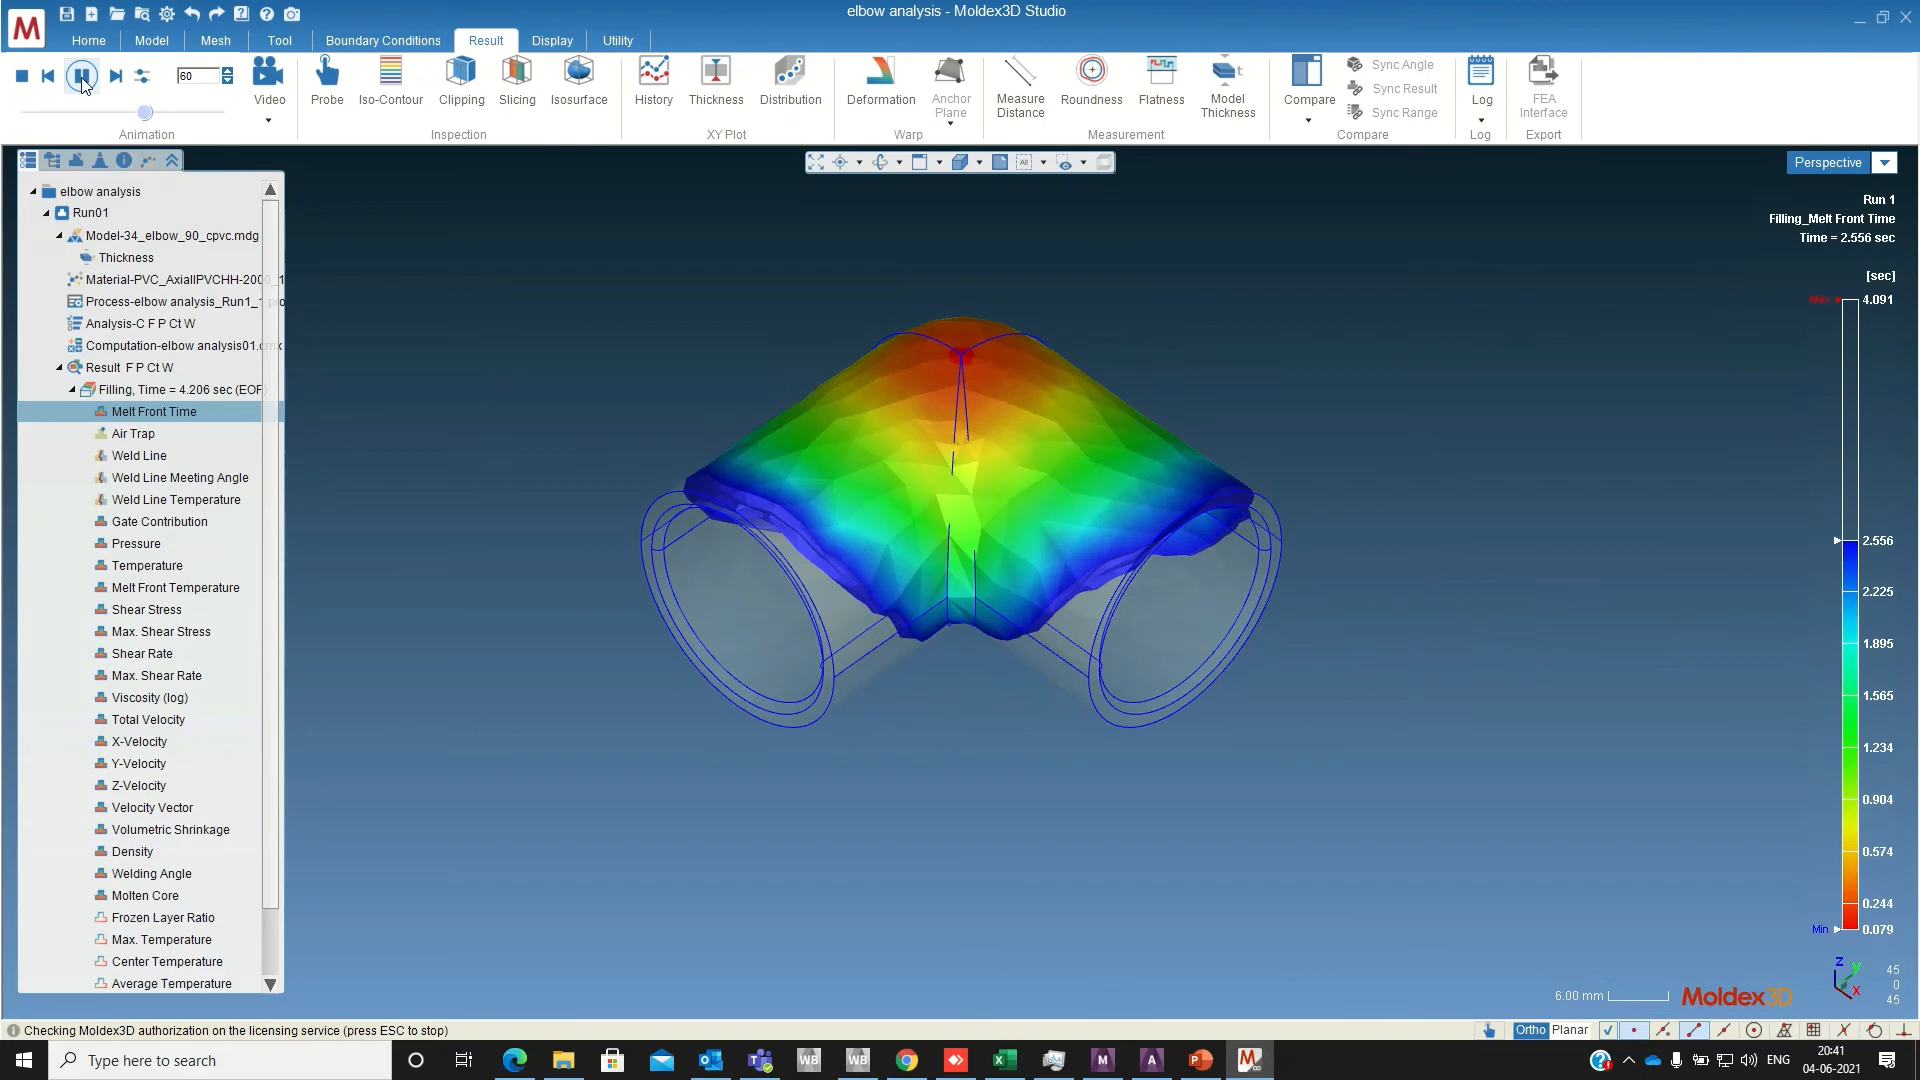 elbow analysis - Moldex3D Studio
Home Model Mesh Tool Boundary Conditions Result Display Utility
60
Video
Animation
Probe Iso-Contour Clipping Slicing Isosurface
Inspection
History Thickness Distribution
XY Plot
Deformation Anchor Plane
Warp
Measure Distance Roundness Flatness Model Thickness
Measurement
Compare
Sync Angle
Sync Result
Sync Range
Compare
Log
Log
FEA Interface
Export
elbow analysis
Run01
Model-34_elbow_90_cpvc.mdg
Thickness
Material-PVC_AxiallPVCHH-2000_1
Process-elbow analysis_Run1_1.pro
Analysis-C F P Ct W
Computation-elbow analysis01.cmx
Result F P Ct W
Filling, Time = 4.206 sec (EOF
Melt Front Time
Air Trap
Weld Line
Weld Line Meeting Angle
Weld Line Temperature
Gate Contribution
Pressure
Temperature
Melt Front Temperature
Shear Stress
Max. Shear Stress
Shear Rate
Max. Shear Rate
Viscosity (log)
Total Velocity
X-Velocity
Y-Velocity
Z-Velocity
Velocity Vector
Volumetric Shrinkage
Density
Welding Angle
Molten Core
Frozen Layer Ratio
Max. Temperature
Center Temperature
Average Temperature
Perspective
Run 1
Filling_Melt Front Time
Time = 2.556 sec
[sec]
Max 4.091
2.556
2.225
1.895
1.565
1.234
0.904
0.574
0.244
Min 0.079
Z Y X
45
0
45
6.00 mm
Moldex3D
Checking Moldex3D authorization on the licensing service (press ESC to stop)
Ortho Planar
Type here to search
ENG
20:41
04-06-2021